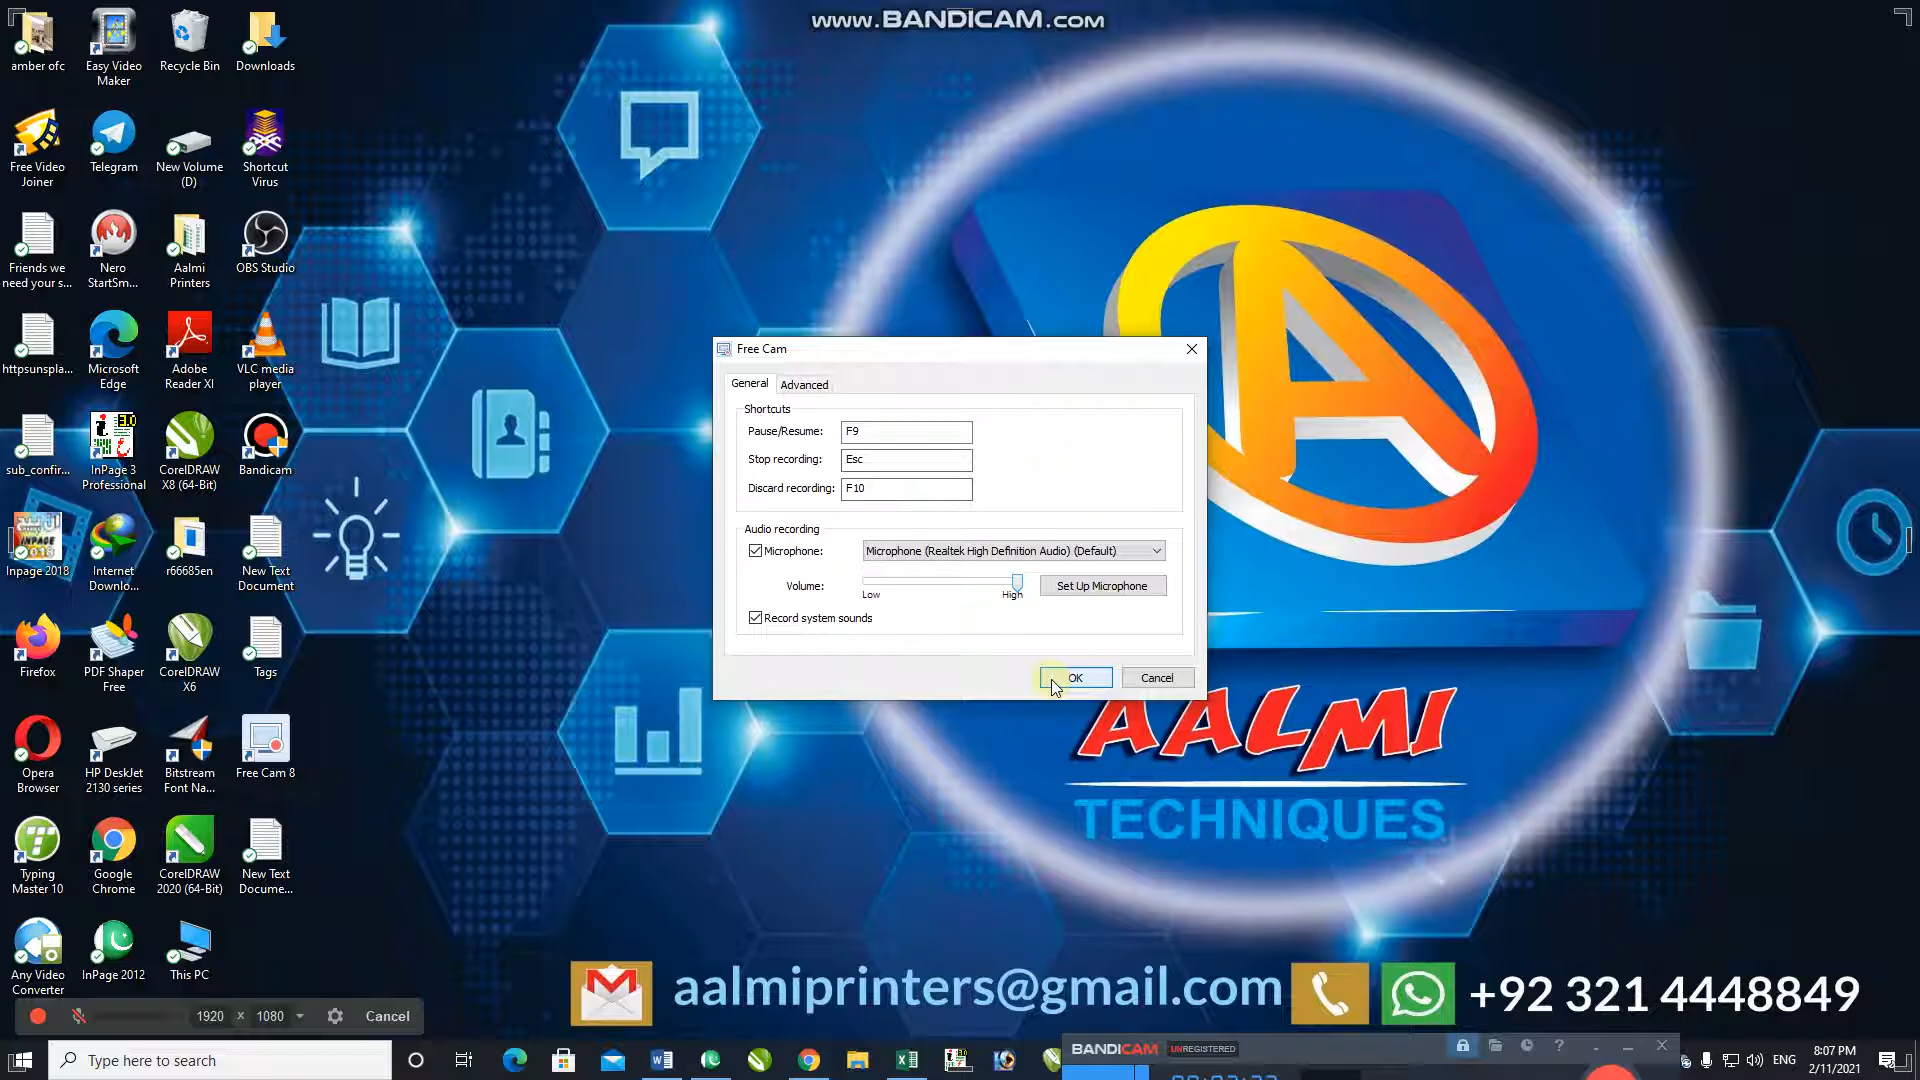 www.BANDICAM.com
amber ofc
Easy Video
Maker
Recycle Bin
Downloads
Free Video
Joiner
Telegram
New Volume
(D)
Shortcut
Virus
Friends we
need your s...
Nero
StartSm...
Aalmi
Printers
OBS Studio
httpsunspla...
Microsoft
Edge
Adobe
Reader XI
VLC media
player
sub_confir...
InPage 3
Professional
CorelDRAW
X8 (64-Bit)
Bandicam
Inpage 2018
Internet
Downlo...
r66685en
New Text
Document
Firefox
PDF Shaper
Free
CorelDRAW
X6
Tags
Opera
Browser
HP DeskJet
2130 series
Bitstream
Font Na...
Free Cam 8
Typing
Master 10
Google
Chrome
CorelDRAW
2020 (64-Bit)
New Text
Docume...
Any Video
Converter
InPage 2012
This PC
Free Cam
General
Advanced
Shortcuts
Pause/Resume: F9
Stop recording: Esc
Discard recording: F10
Audio recording
Microphone: Microphone (Realtek High Definition Audio) (Default)
Volume:
Low
High
Set Up Microphone
Record system sounds
OK
Cancel
AALMI
TECHNIQUES
aalmiprinters@gmail.com
+92 321 4448849
1920 x 1080
Cancel
Type here to search
BANDICAM UNREGISTERED
ENG
8:07 PM
2/11/2021